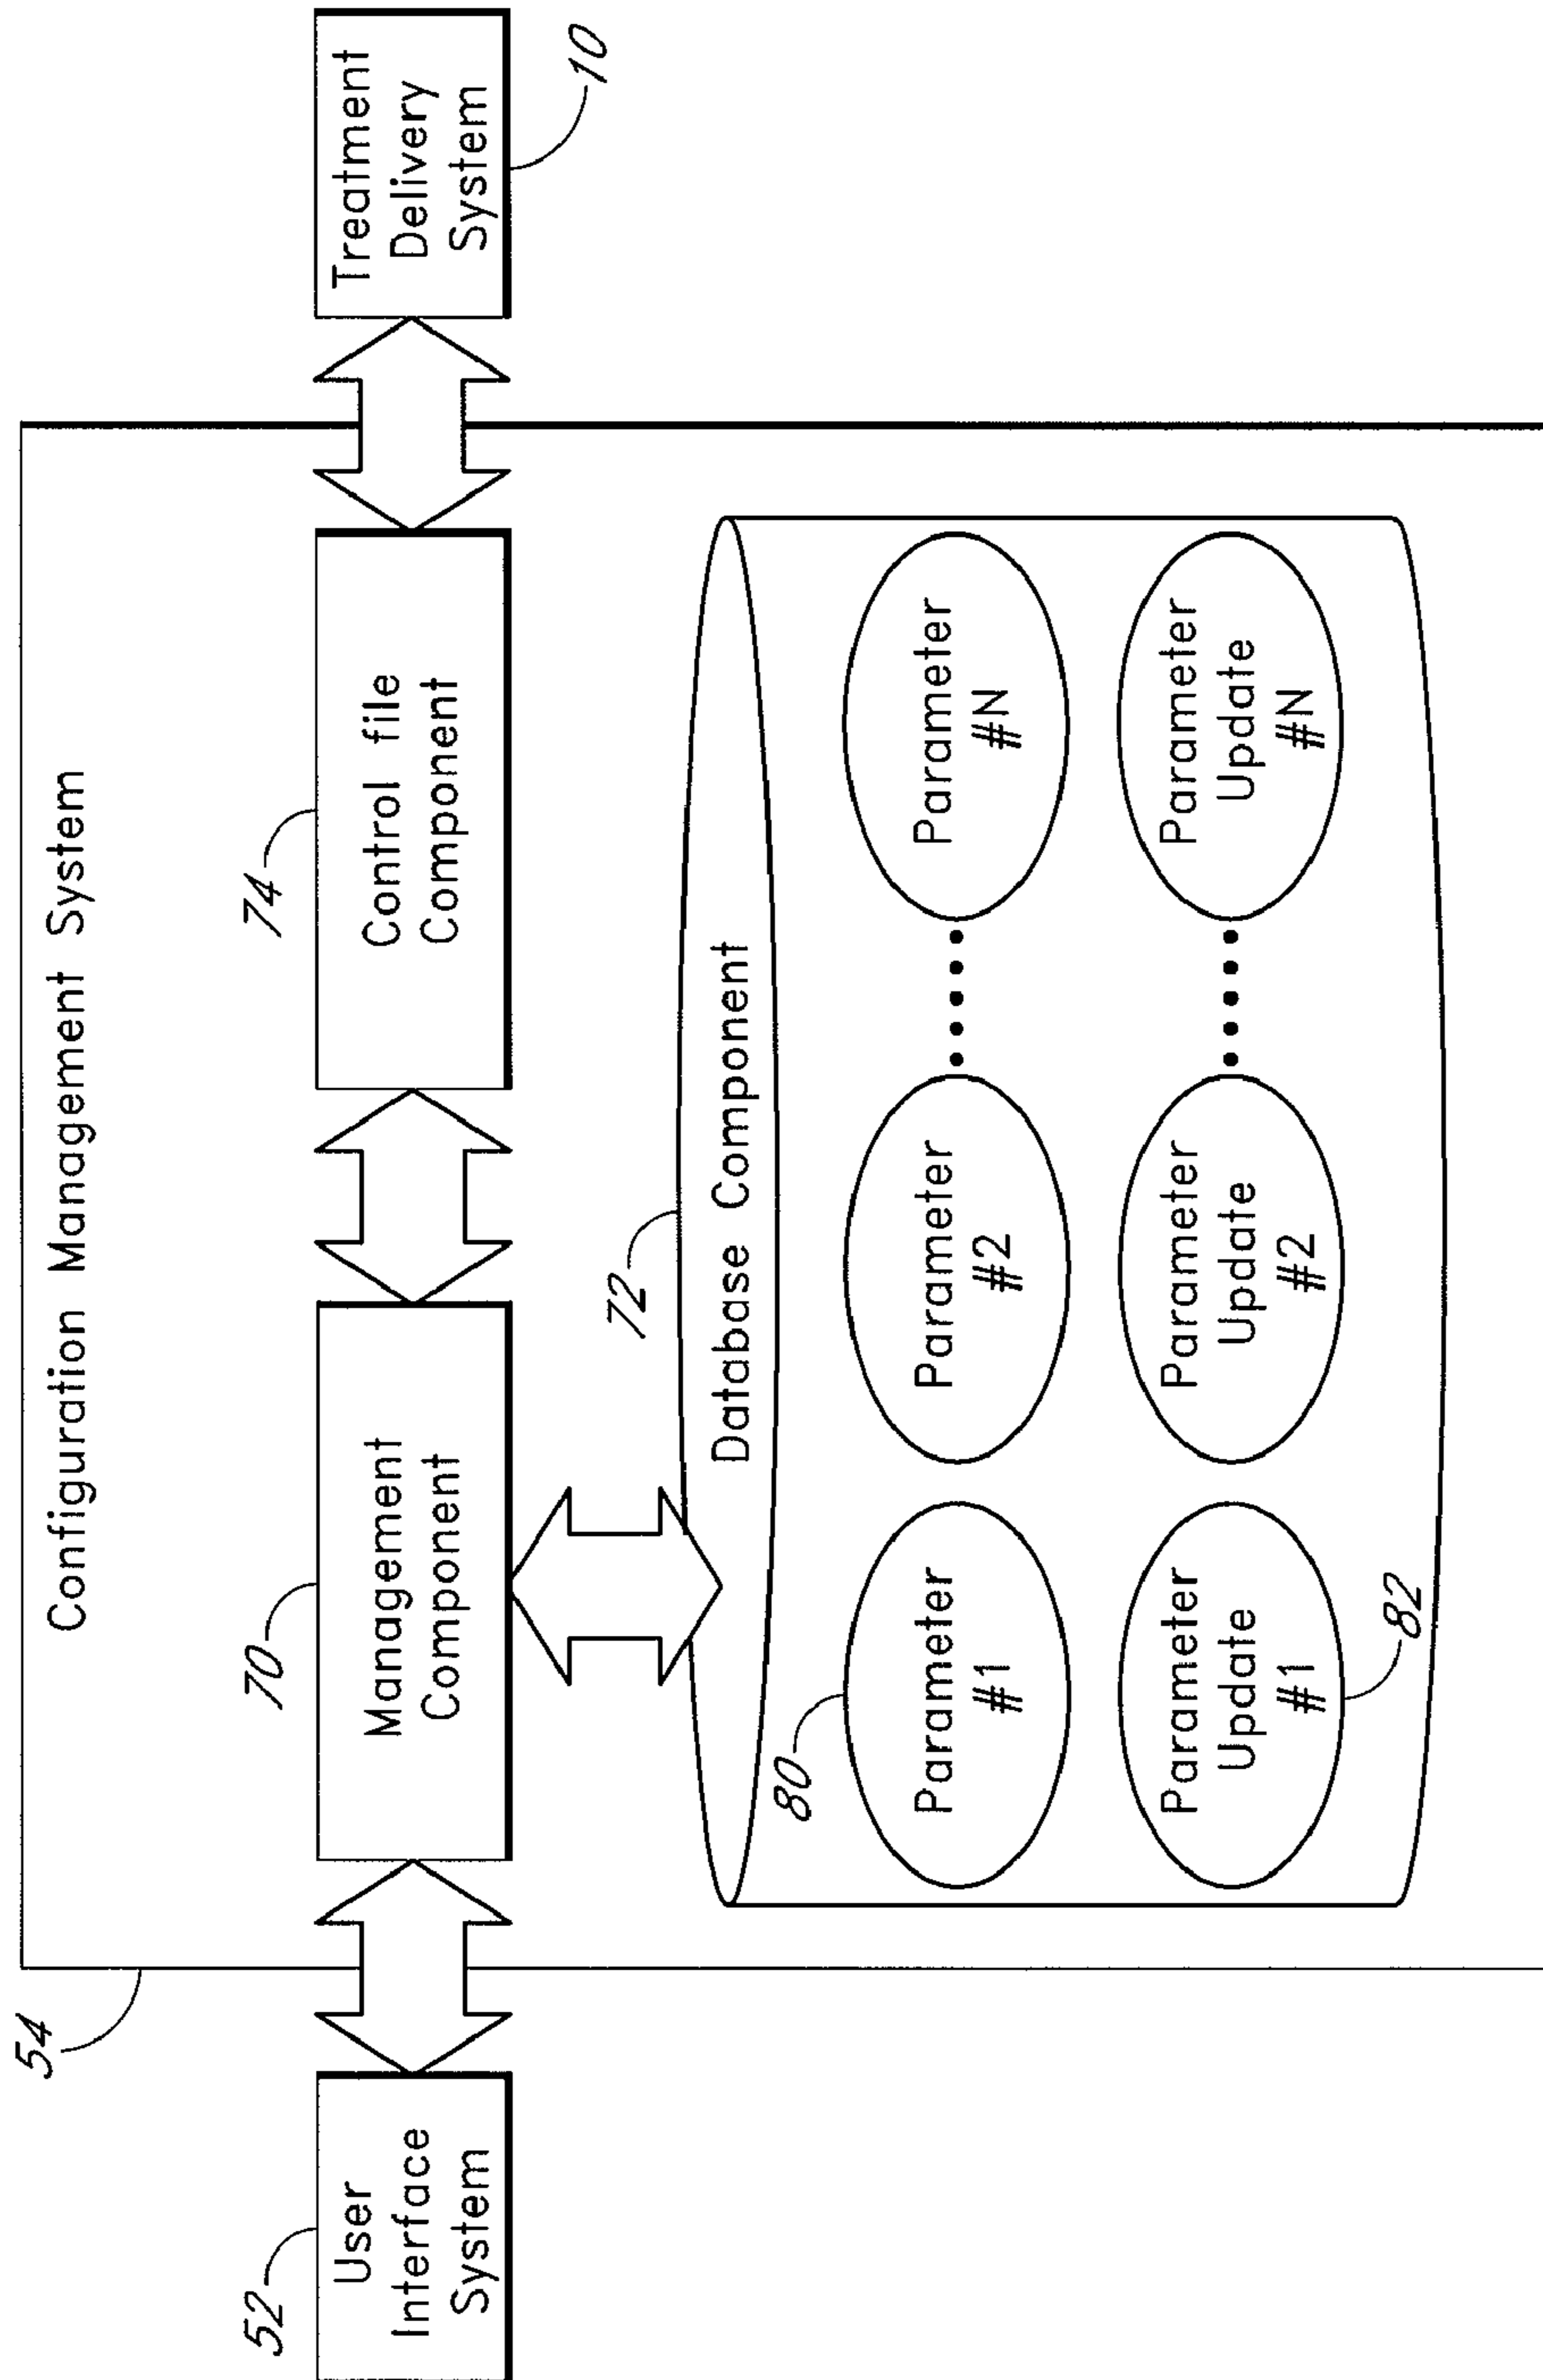 54
Configuration Management System
52
User
Interface
System
70
Management
Component
74
Control file
Component
Treatment
Delivery
System
10
72
Database Component
80
Parameter
#1
Parameter
#2
Parameter
#N
Parameter
Update
#1
82
Parameter
Update
#2
Parameter
Update
#N